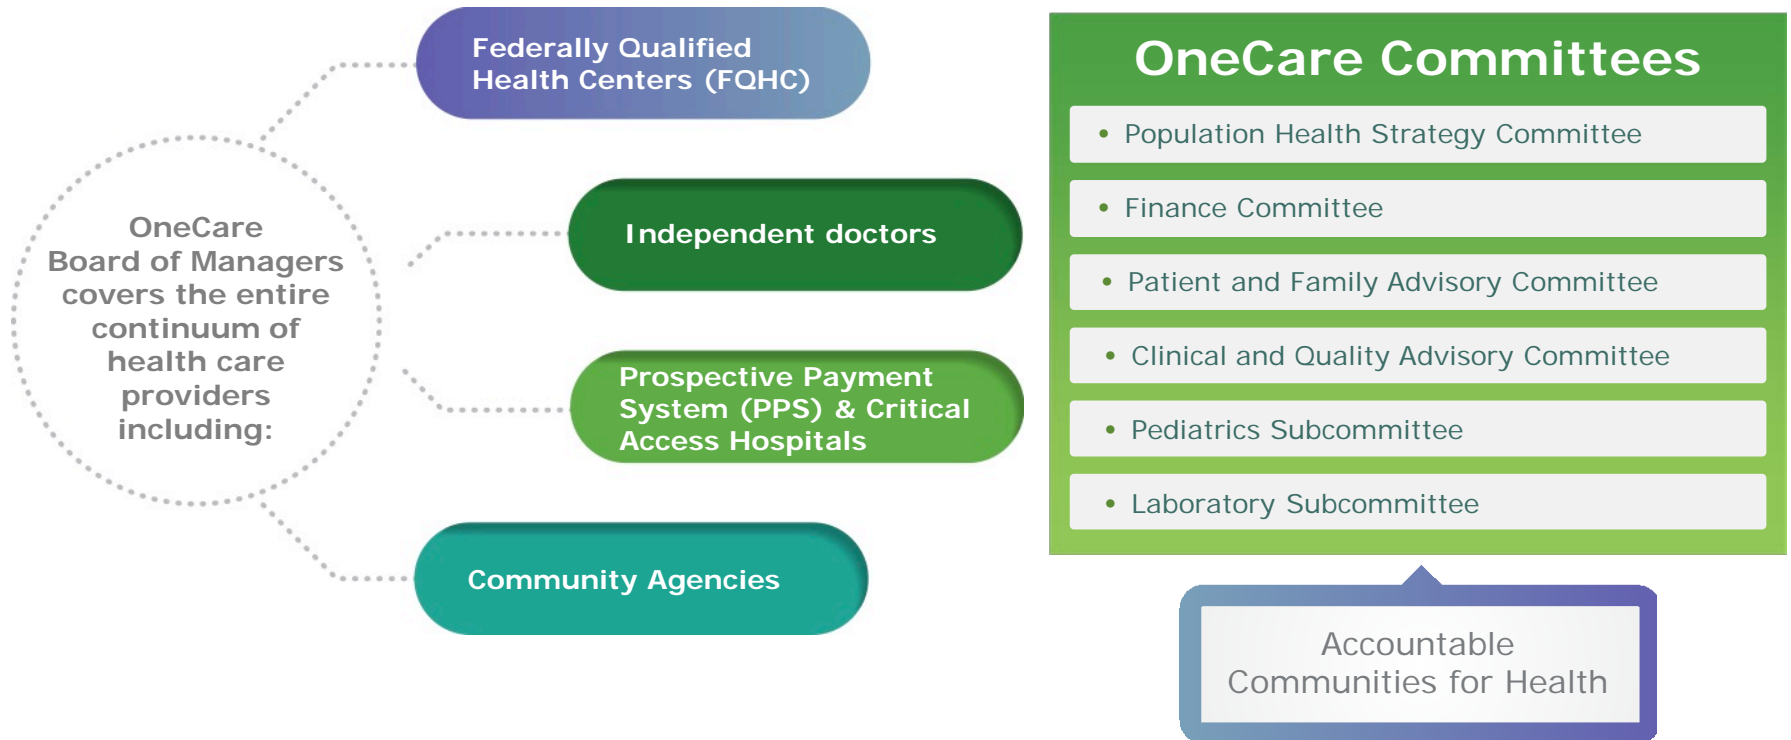 OneCare
Board of Managers
covers the entire
continuum of
health care
providers
including:
Federally Qualified
Health Centers (FQHC)
Independent doctors
Prospective Payment
System (PPS) & Critical
Access Hospitals
Community Agencies
OneCare Committees
• Population Health Strategy Committee
• Finance Committee
• Patient and Family Advisory Committee
• Clinical and Quality Advisory Committee
• Pediatrics Subcommittee
• Laboratory Subcommittee
Accountable
Communities for Health